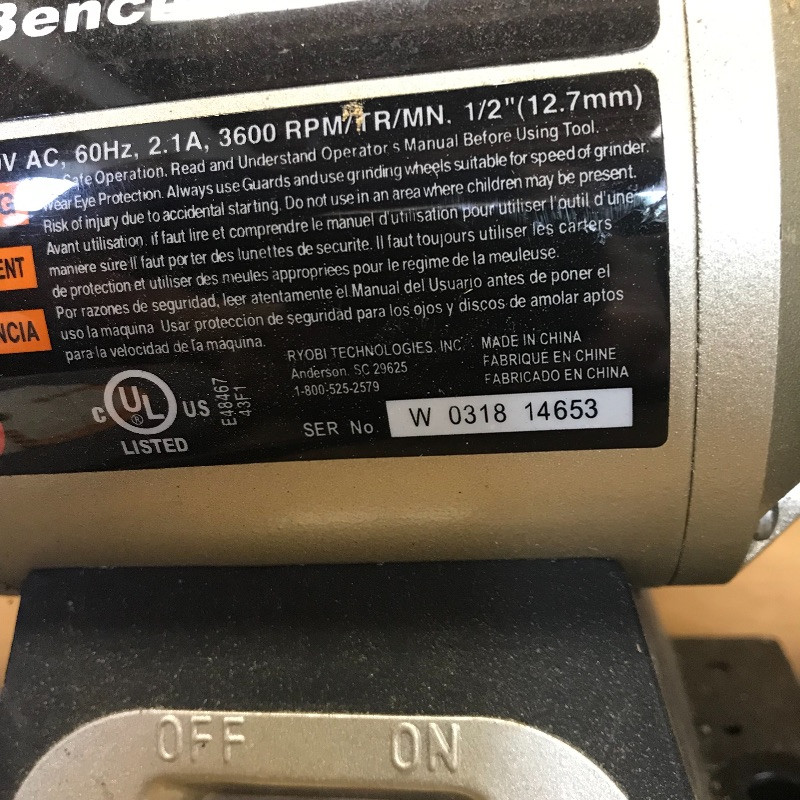 Benc
V AC, 60Hz, 2.1A, 3600 RPM/TR/MN. 1/2"(12.7mm)
Safe Operation. Read and Understand Operator s Manual Before Using Tool.
Wear Eye Protection. Always use Guards and use grinding wheels suitable for speed of grinder.
G
Risk of injury due to accidental starting. Do not use in an area where children may be present.
Avant utilisation, if faut lire et comprendre le manuel d'utilisation pour utiliser l'outil d'une
ENT
maniere sûre Il faut porter des lunettes de securite. Il faut toujours utiliser les carters
de protection et utiliser des meules appropriees pour le regime de la meuleuse.
Por razones de seguridad, leer atentamente el Manual del Usuario antes de poner el
NCIA
uso la maquina Usar protección de seguridad para los ojos y discos de amolar aptos
para la velocidad de la máquina.
RYOBI TECHNOLOGIES. INC.
Anderson, SC 29625
1-800-525-2579
MADE IN CHINA
FABRIQUÉ EN CHINE
FABRICADO EN CHINA
C UL ® US
LISTED
E48467
43F1
SER No. W 0318 14653
OFF ON